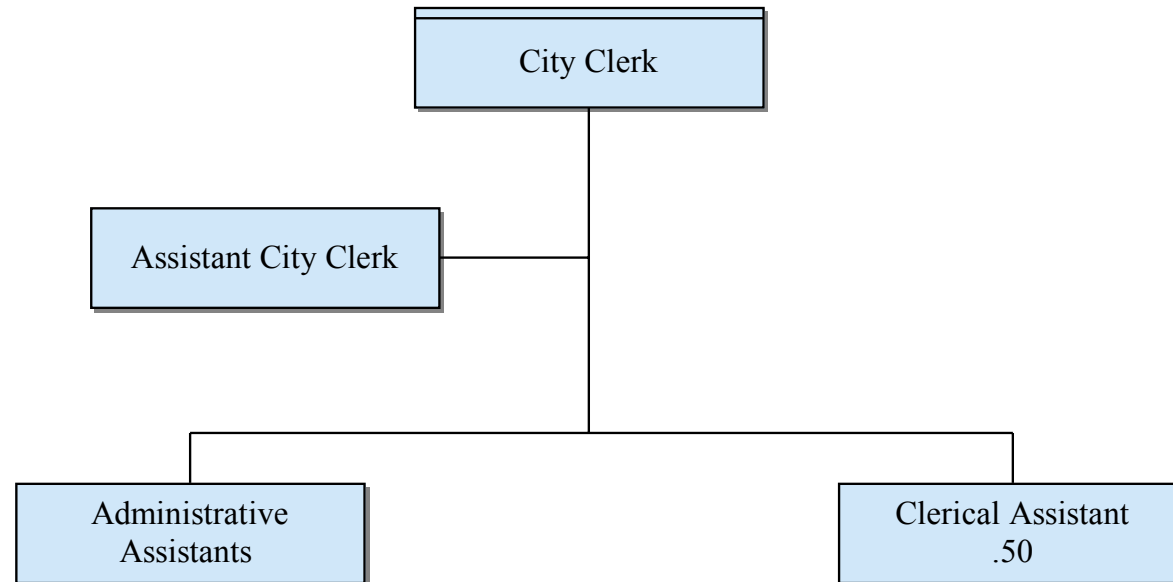 City Clerk
Assistant City Clerk
Administrative
Assistants
Clerical Assistant
.50